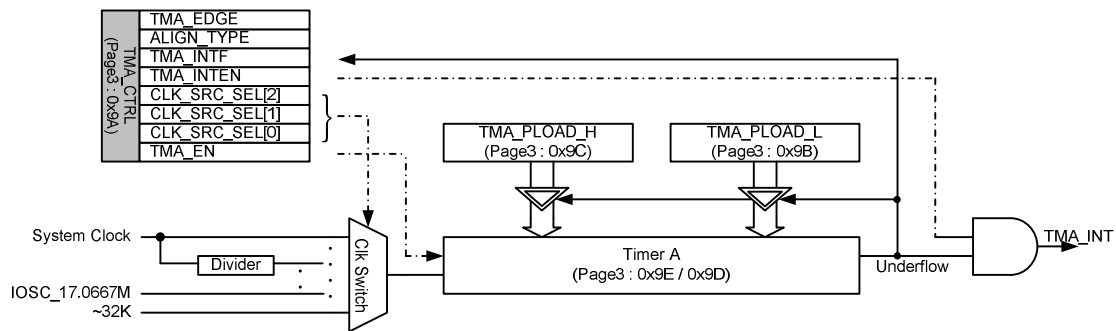 TMA_CTRL
(Page3 : 0x9A)
TMA_EDGE
ALIGN_TYPE
TMA_INTF
TMA_INTEN
CLK_SRC_SEL[2]
CLK_SRC_SEL[1]
CLK_SRC_SEL[0]
TMA_EN
TMA_PLOAD_H
(Page3 : 0x9C)
TMA_PLOAD_L
(Page3 : 0x9B)
System Clock
Divider
IOSC_17.0667M
~32K
Clk Switch
Timer A
(Page3 : 0x9E / 0x9D)
Underflow
TMA_INT